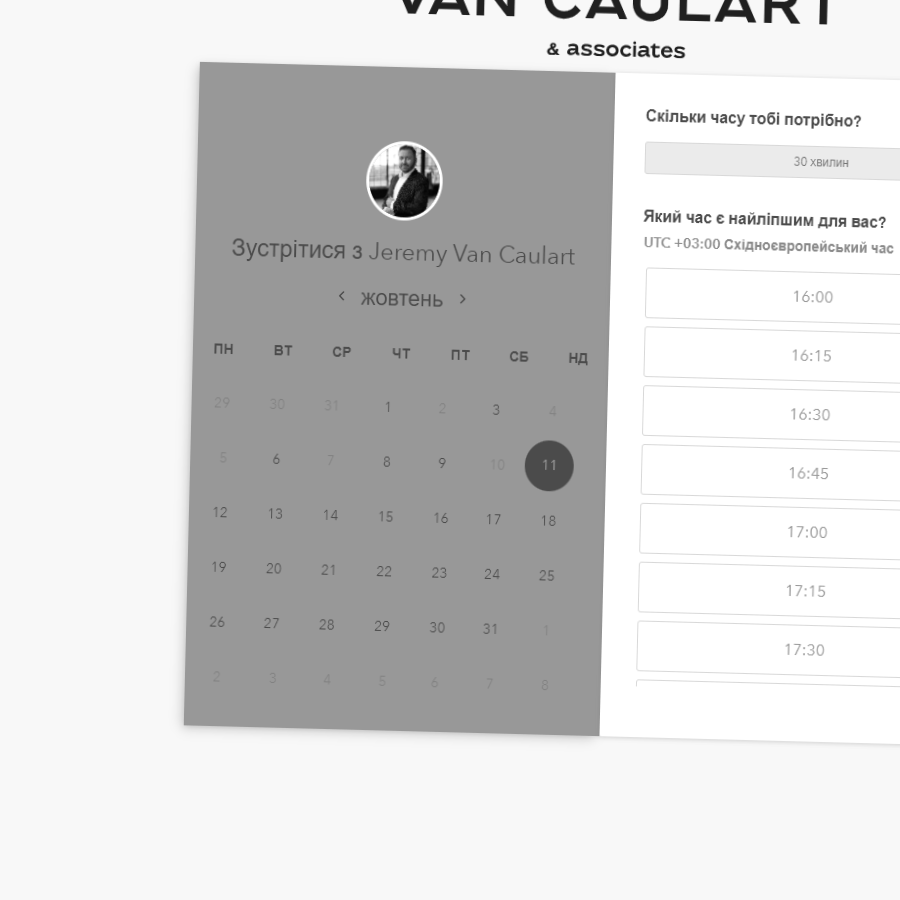 VAN CAULART
& associates
Зустрітися з Jeremy Van Caulart
жовтень
ПН ВТ СР ЧТ ПТ СБ НД
29 30 31 1 2 3 4
5 6 7 8 9 10 11
12 13 14 15 16 17 18
19 20 21 22 23 24 25
26 27 28 29 30 31 1
2 3 4 5 6 7 8
Скільки часу тобі потрібно?
30 хвилин
Який час є найліпшим для вас?
UTC +03:00 Східноєвропейський час
16:00
16:15
16:30
16:45
17:00
17:15
17:30